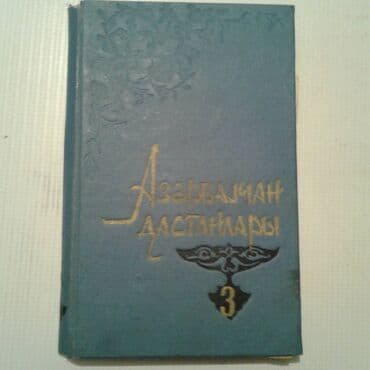 Азәрбајҹан
дастанлары
3